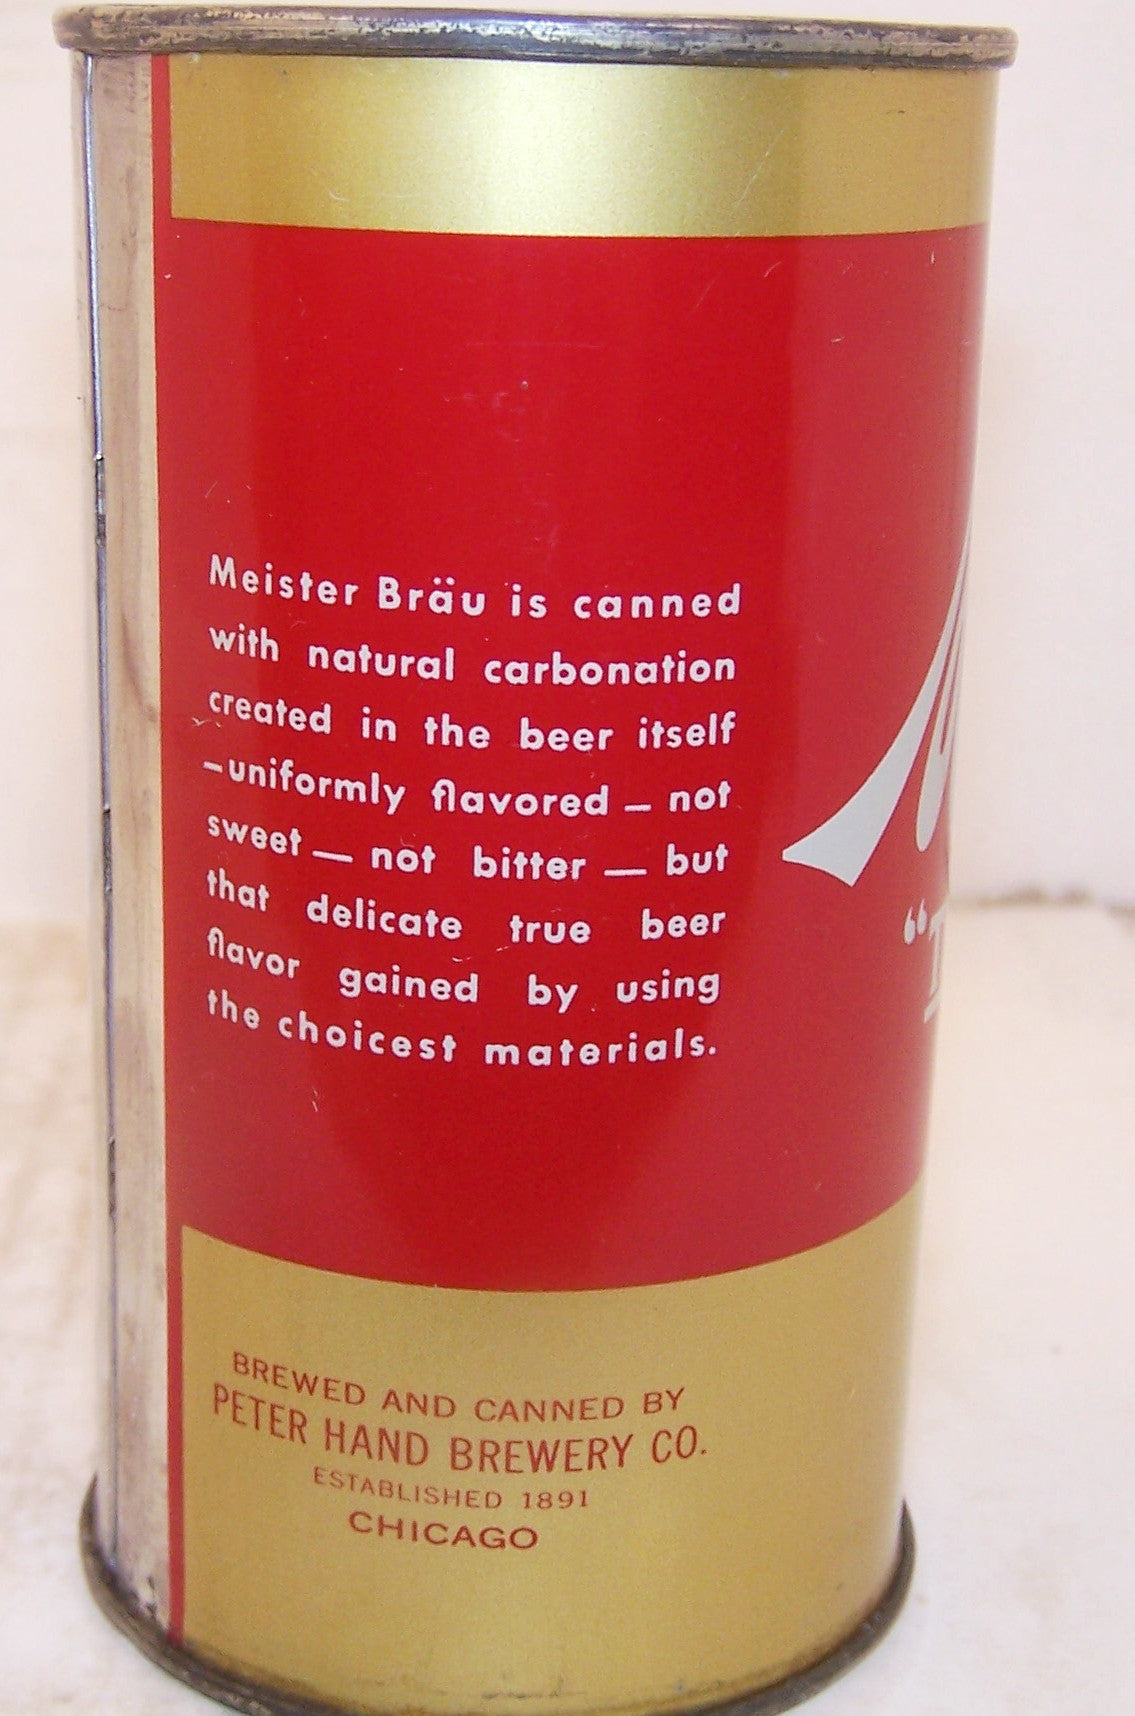 Meister Bräu is canned
with natural carbonation
created in the beer itself
–uniformly flavored – not
sweet — not bitter — but
that delicate true beer
flavor gained by using
the choicest materials.
BREWED AND CANNED BY
PETER HAND BREWERY CO.
ESTABLISHED 1891
CHICAGO